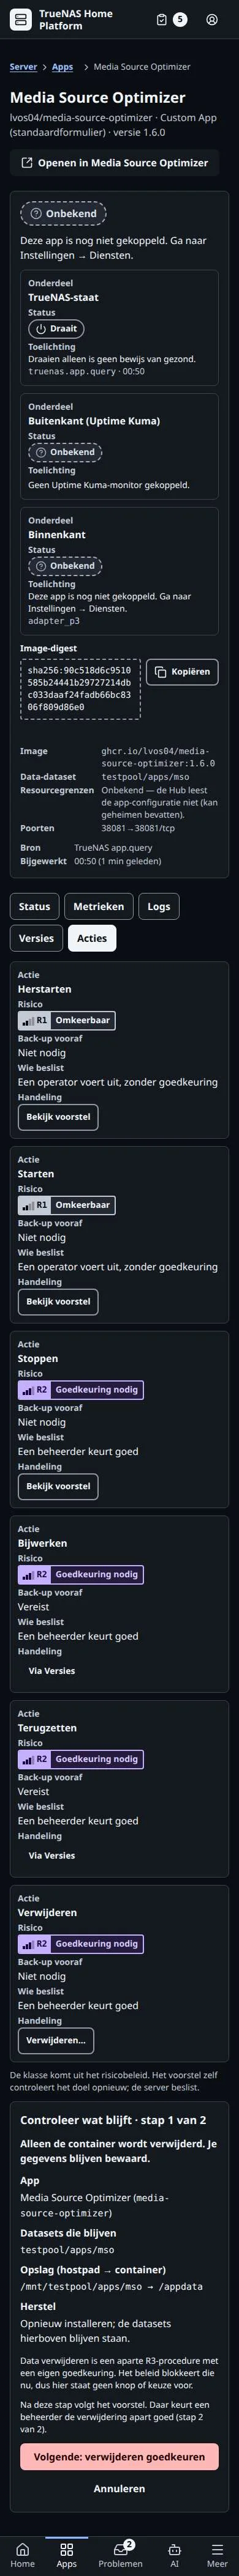 TrueNAS Home
Platform
5
Server > Apps > Media Source Optimizer
Media Source Optimizer
lvos04/media-source-optimizer · Custom App
(standaardformulier) · versie 1.6.0
Openen in Media Source Optimizer
Onbekend
Deze app is nog niet gekoppeld. Ga naar
Instellingen → Diensten.
Onderdeel
TrueNAS-staat
Status
Draait
Toelichting
Draaien alleen is geen bewijs van gezond.
truenas.app.query · 00:50
Onderdeel
Buitenkant (Uptime Kuma)
Status
Onbekend
Toelichting
Geen Uptime Kuma-monitor gekoppeld.
Onderdeel
Binnenkant
Status
Onbekend
Toelichting
Deze app is nog niet gekoppeld. Ga naar
Instellingen → Diensten.
adapter_p3
Image-digest
sha256:90c518d6c9510
585b24441b29727214db
c033daaf24fadb66bc83
06f809d86e0
Kopiëren
Image ghcr.io/lvos04/media-
source-optimizer:1.6.0
Data-dataset testpool/apps/mso
Resourcegrenzen Onbekend — de Hub leest
de app-configuratie niet (kan
geheimen bevatten).
Poorten 38081→38081/tcp
Bron TrueNAS app.query
Bijgewerkt 00:50 (1 min geleden)
Status Metrieken Logs
Versies Acties
Actie
Herstarten
Risico
R1 Omkeerbaar
Back-up vooraf
Niet nodig
Wie beslist
Een operator voert uit, zonder goedkeuring
Handeling
Bekijk voorstel
Actie
Starten
Risico
R1 Omkeerbaar
Back-up vooraf
Niet nodig
Wie beslist
Een operator voert uit, zonder goedkeuring
Handeling
Bekijk voorstel
Actie
Stoppen
Risico
R2 Goedkeuring nodig
Back-up vooraf
Niet nodig
Wie beslist
Een beheerder keurt goed
Handeling
Bekijk voorstel
Actie
Bijwerken
Risico
R2 Goedkeuring nodig
Back-up vooraf
Vereist
Wie beslist
Een beheerder keurt goed
Handeling
Via Versies
Actie
Terugzetten
Risico
R2 Goedkeuring nodig
Back-up vooraf
Vereist
Wie beslist
Een beheerder keurt goed
Handeling
Via Versies
Actie
Verwijderen
Risico
R2 Goedkeuring nodig
Back-up vooraf
Niet nodig
Wie beslist
Een beheerder keurt goed
Handeling
Verwijderen…
De klasse komt uit het risicobeleid. Het voorstel zelf
controleert het doel opnieuw; de server beslist.
Controleer wat blijft · stap 1 van 2
Alleen de container wordt verwijderd. Je
gegevens blijven bewaard.
App
Media Source Optimizer (media-
source-optimizer)
Datasets die blijven
testpool/apps/mso
Opslag (hostpad → container)
/mnt/testpool/apps/mso → /appdata
Herstel
Opnieuw installeren; de datasets
hierboven blijven staan.
Data verwijderen is een aparte R3-procedure met
een eigen goedkeuring. Het beleid blokkeert die
nu, dus hier staat geen knop of keuze voor.
Na deze stap volgt het voorstel. Daar keurt een
beheerder de verwijdering apart goed (stap 2
van 2).
Volgende: verwijderen goedkeuren
Annuleren
2
Home Apps Problemen AI Meer